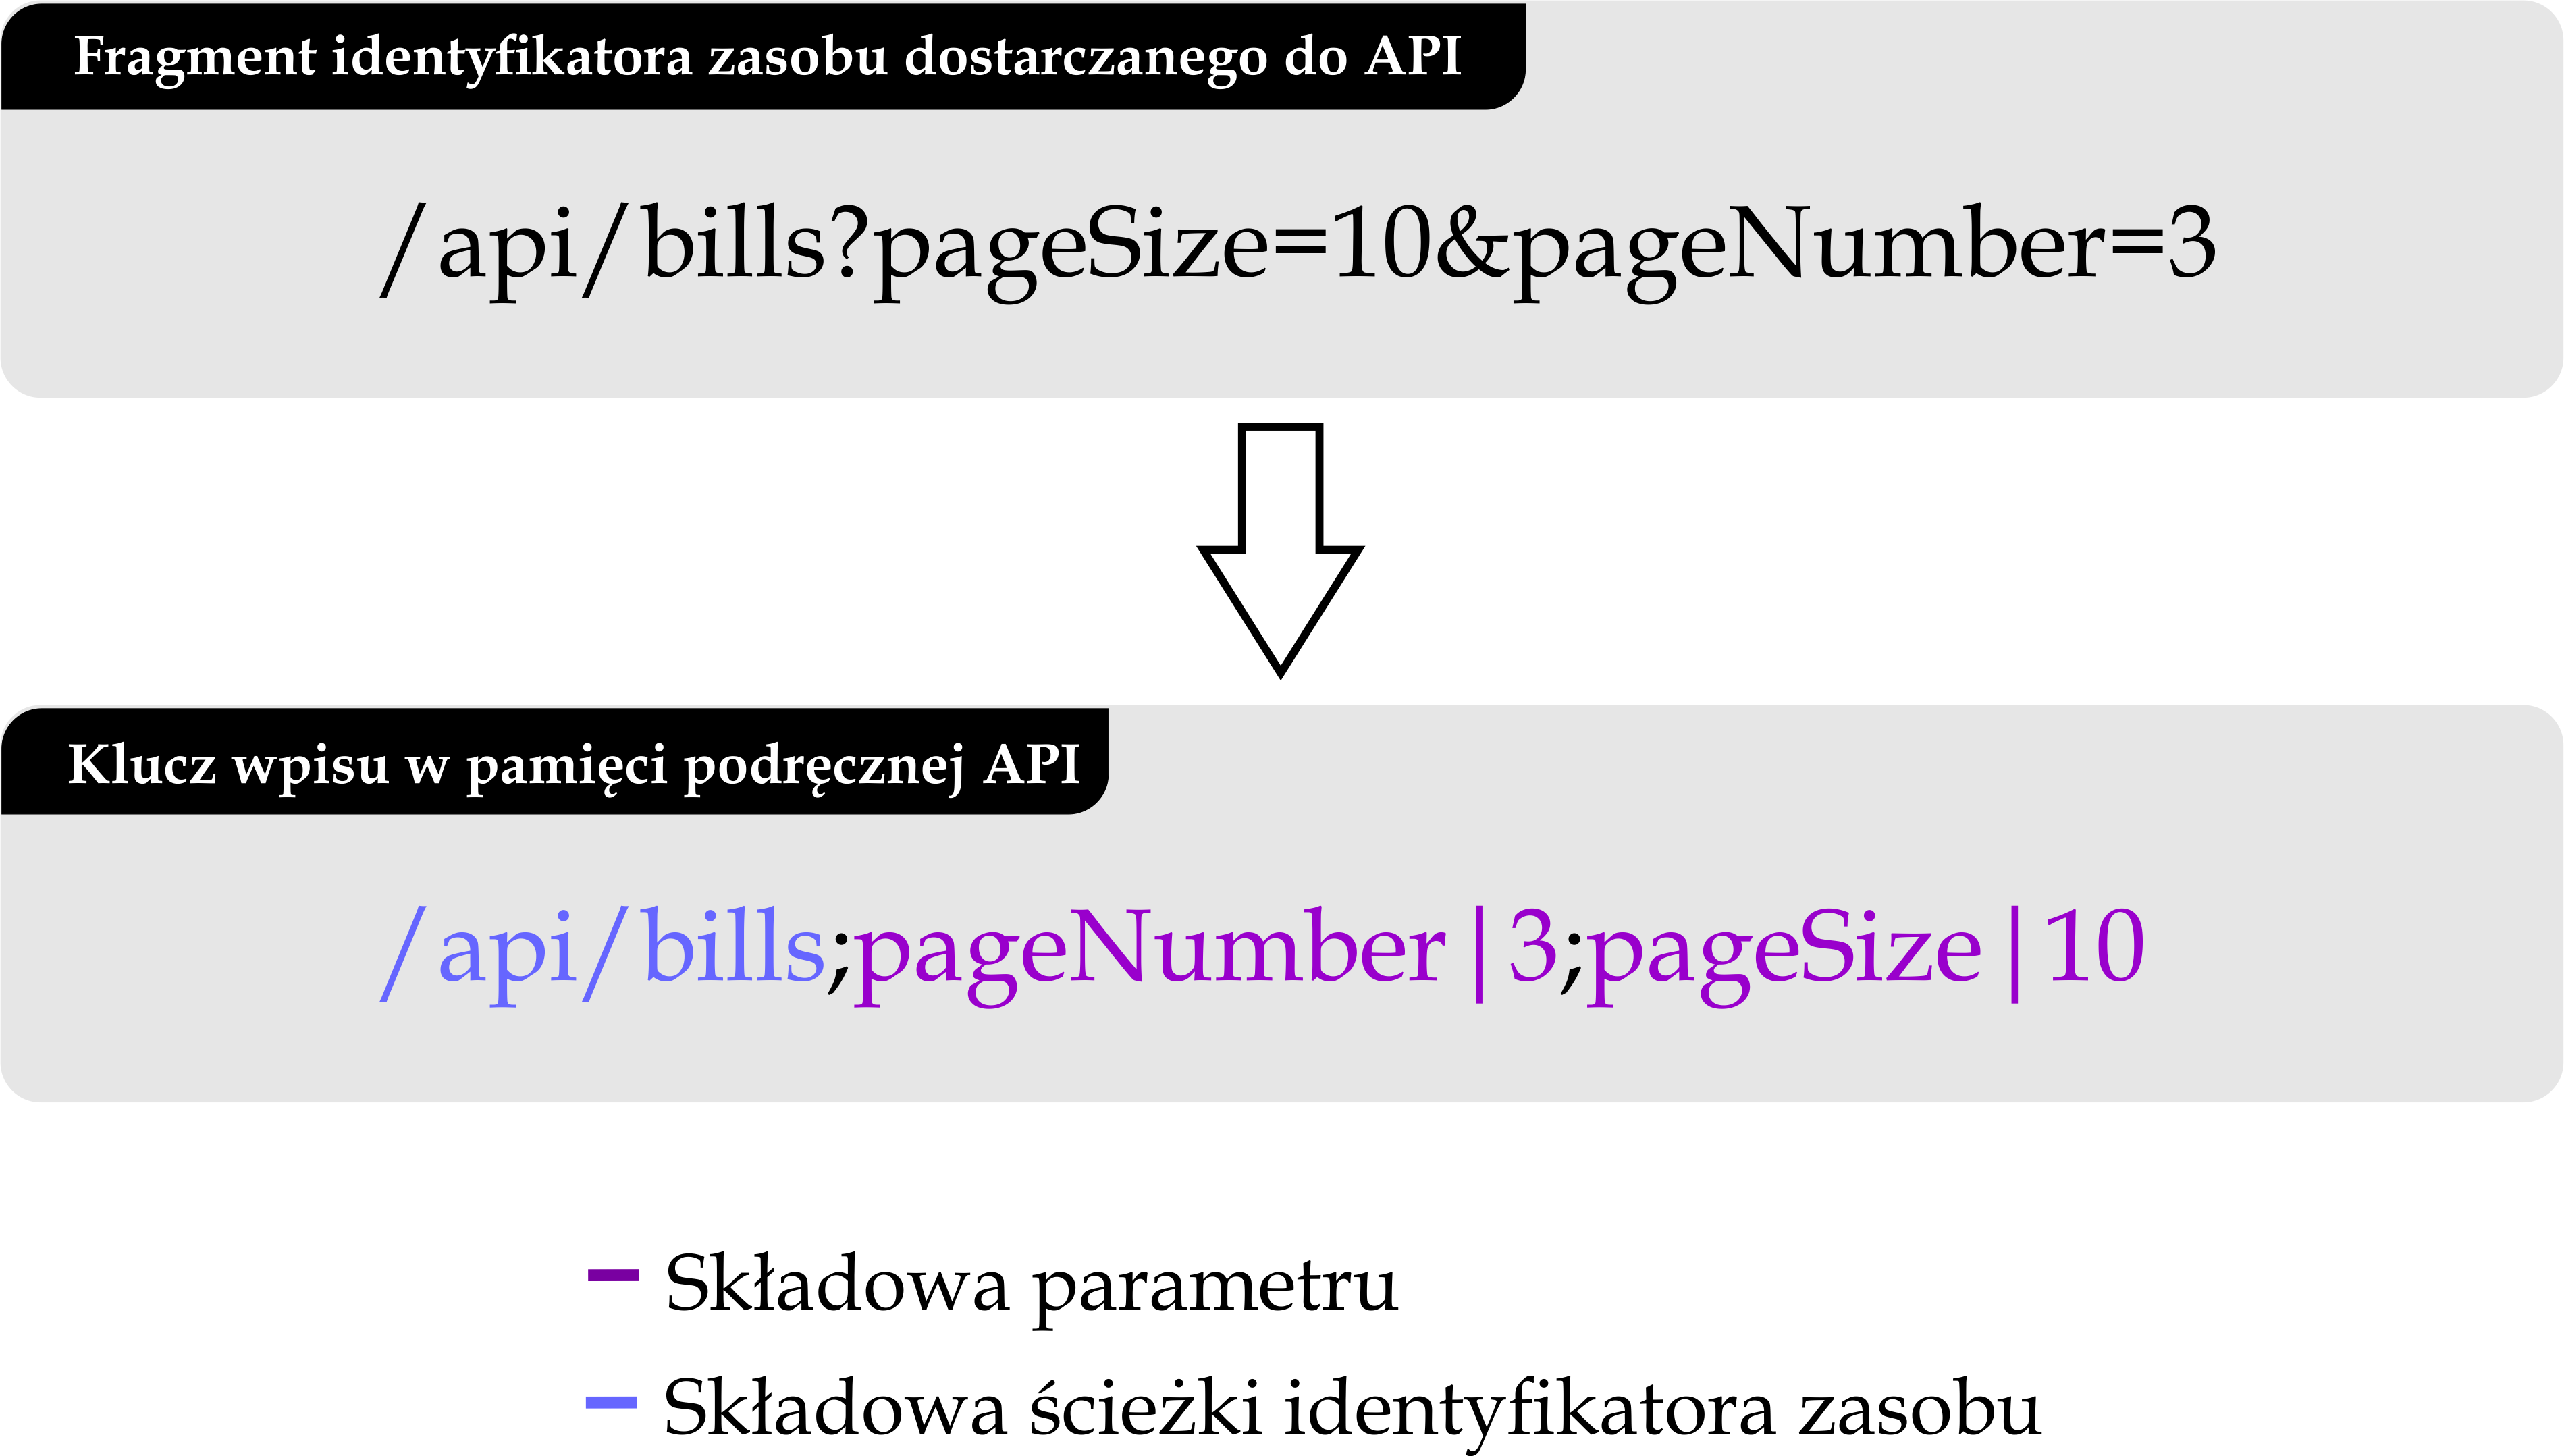 Fragment identyfikatora zasobu dostarczanego do API
/api/bills?pageSize=10&pageNumber=3
Klucz wpisu w pamięci podręcznej API
/api/bills;pageNumber|3;pageSize|10
Składowa parametru
Składowa ścieżki identyfikatora zasobu